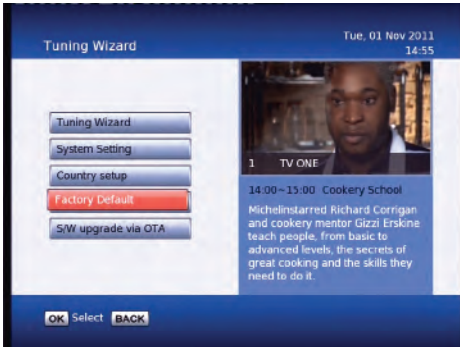 Tuning Wizard
Tue, 01 Nov 2011
14:55
Tuning Wizard
System Setting
Country setup
Factory Default
S/W upgrade via OTA
1 TV ONE
14:00~15:00 Cookery School
Michelinstarred Richard Corrigan
and cookery mentor Gizzi Erskine
teach people, from basic to
advanced levels, the secrets of
great cooking and the skills they
need to do it.
OK Select BACK